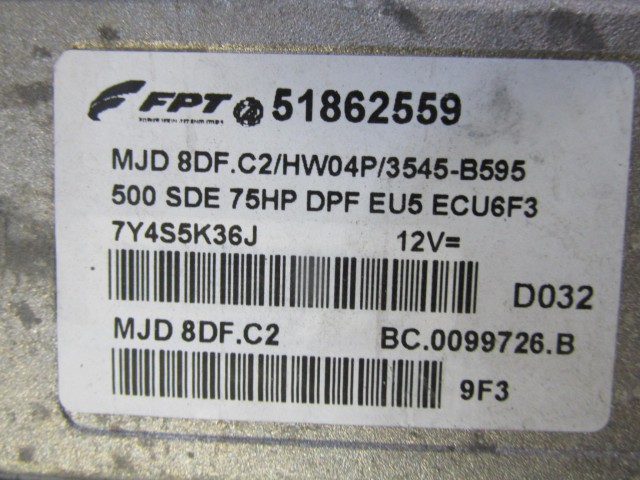 FPT 51862559
MJD 8DF.C2/HW04P/3545-B595
500 SDE 75HP DPF EU5 ECU6F3
7Y4S5K36J 12V=
D032
MJD 8DF.C2 BC.0099726.B
9F3